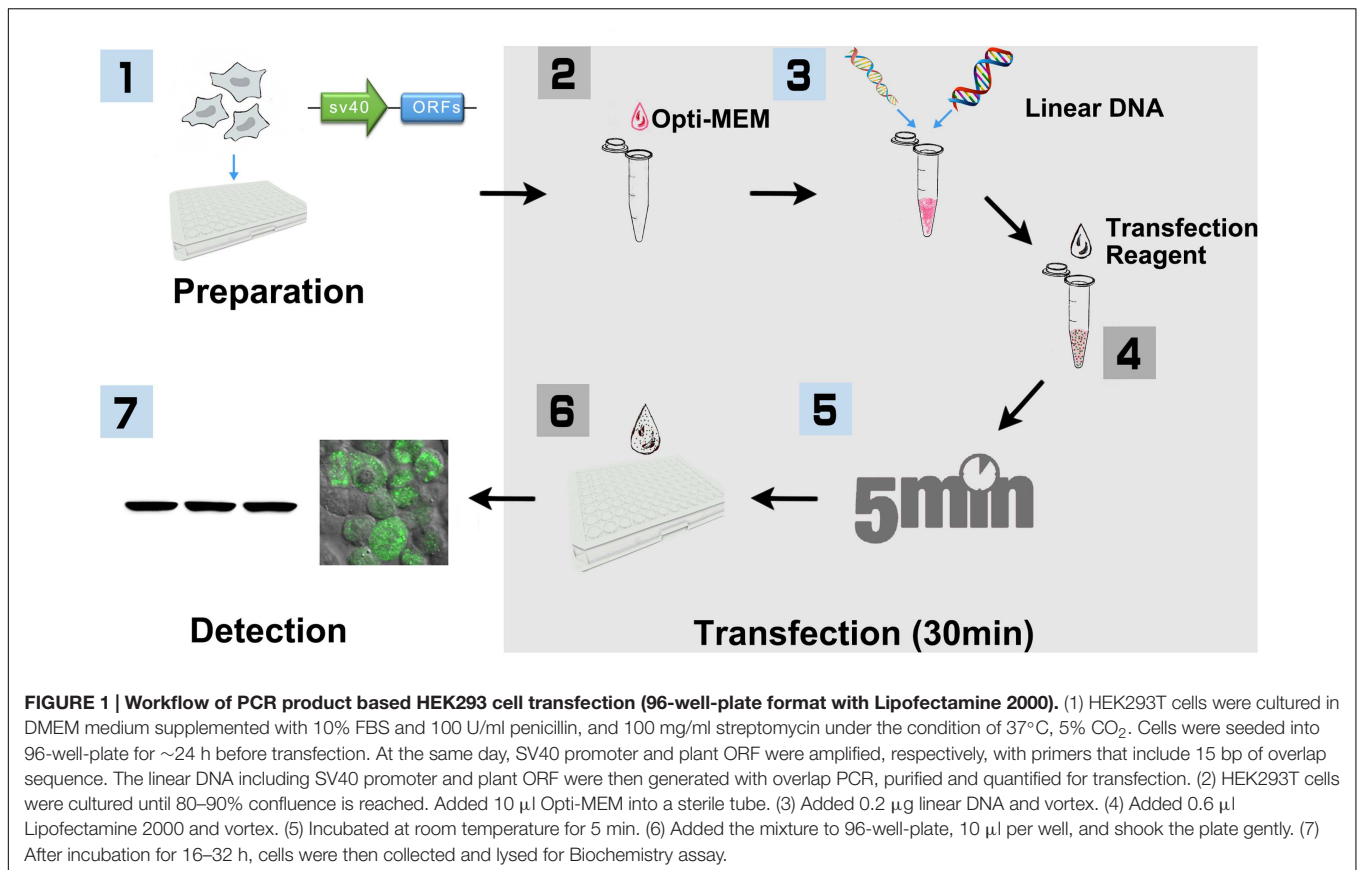 1
sv40
ORFs
Preparation
2
Opti-MEM
3
Linear DNA
Transfection
Reagent
4
5
5min
6
7
Detection
Transfection (30min)
FIGURE 1 | Workflow of PCR product based HEK293 cell transfection (96-well-plate format with Lipofectamine 2000). (1) HEK293T cells were cultured in
DMEM medium supplemented with 10% FBS and 100 U/ml penicillin, and 100 mg/ml streptomycin under the condition of 37°C, 5% CO₂. Cells were seeded into
96-well-plate for ~24 h before transfection. At the same day, SV40 promoter and plant ORF were amplified, respectively, with primers that include 15 bp of overlap
sequence. The linear DNA including SV40 promoter and plant ORF were then generated with overlap PCR, purified and quantified for transfection. (2) HEK293T cells
were cultured until 80–90% confluence is reached. Added 10 μl Opti-MEM into a sterile tube. (3) Added 0.2 μg linear DNA and vortex. (4) Added 0.6 μl
Lipofectamine 2000 and vortex. (5) Incubated at room temperature for 5 min. (6) Added the mixture to 96-well-plate, 10 μl per well, and shook the plate gently. (7)
After incubation for 16–32 h, cells were then collected and lysed for Biochemistry assay.